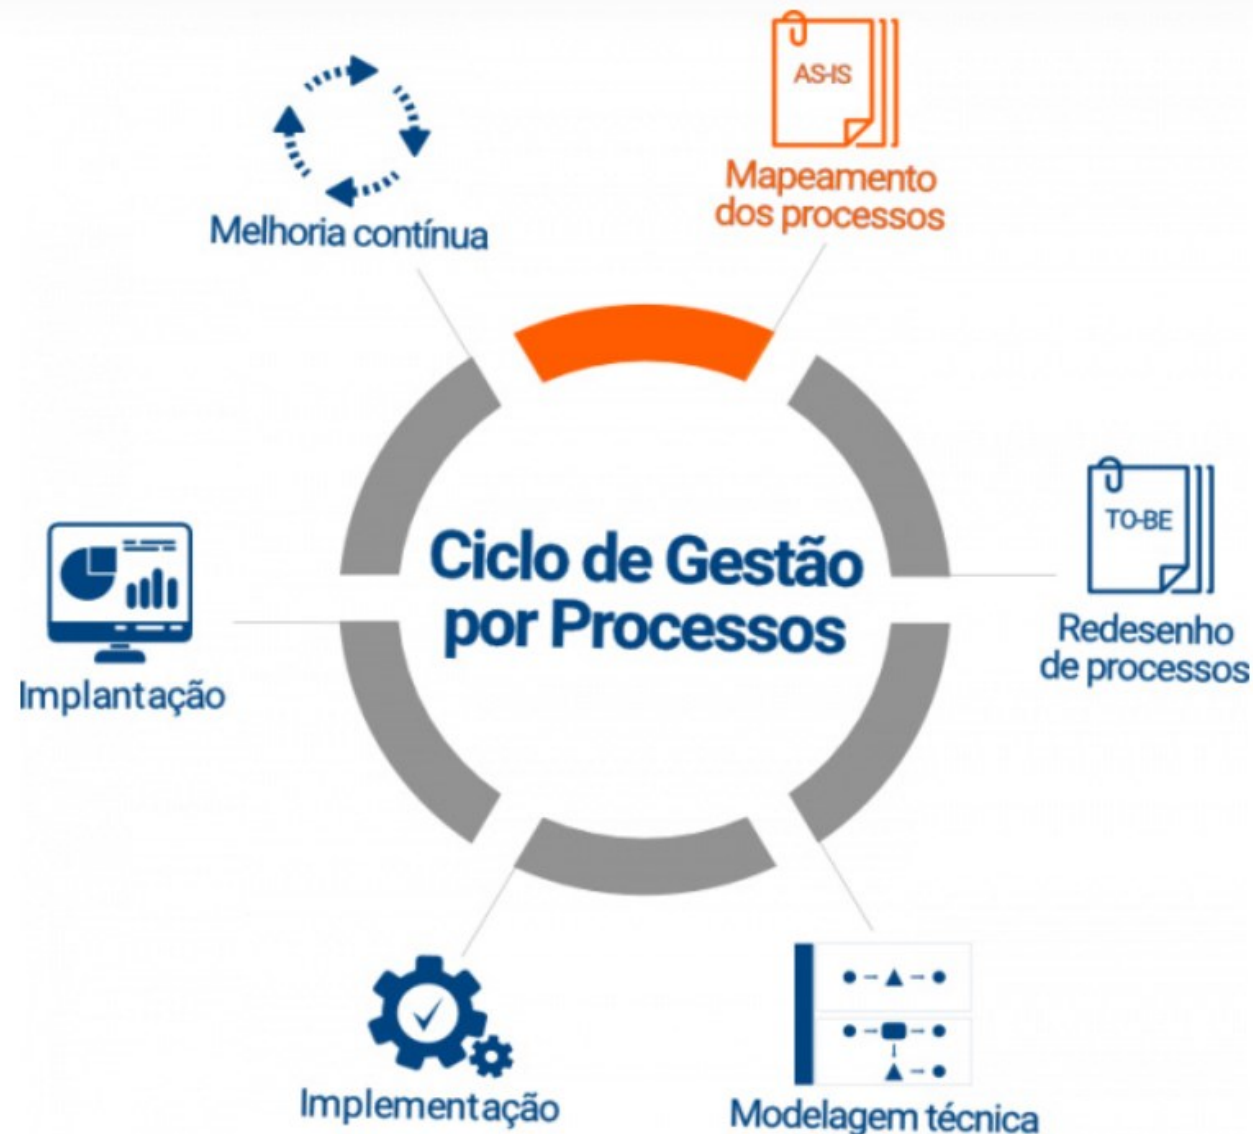 AS-IS
Mapeamento
dos processos
Melhoria contínua
TO-BE
Redesenho
de processos
Ciclo de Gestão
por Processos
Implantação
Implementação
Modelagem técnica